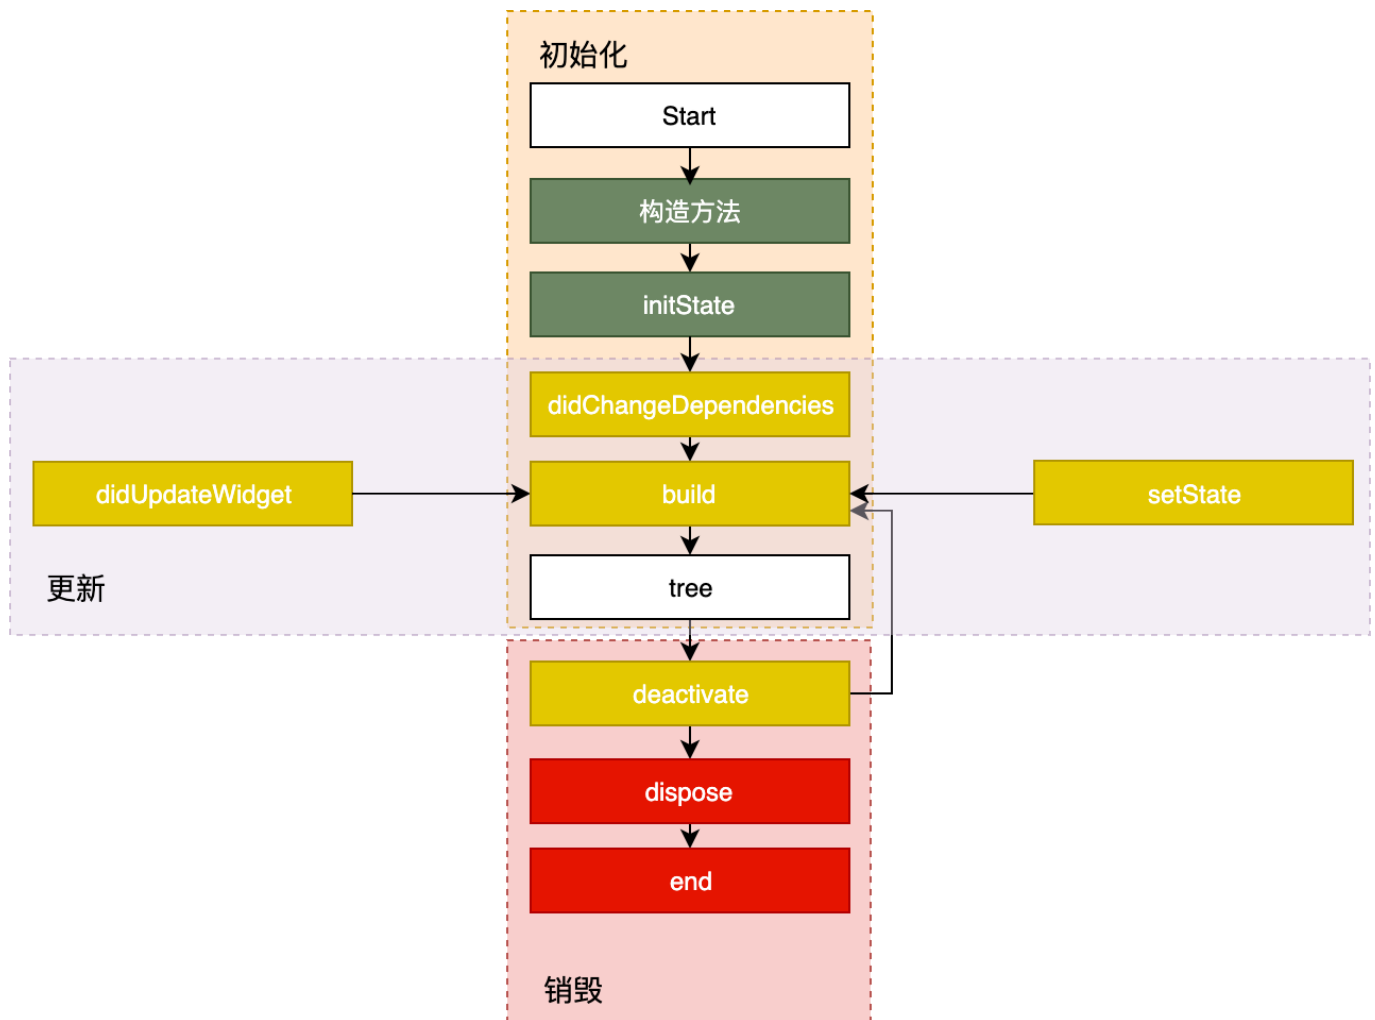 初始化
Start
构造方法
initState
didChangeDependencies
didUpdateWidget
build
setState
更新
tree
deactivate
dispose
end
销毁